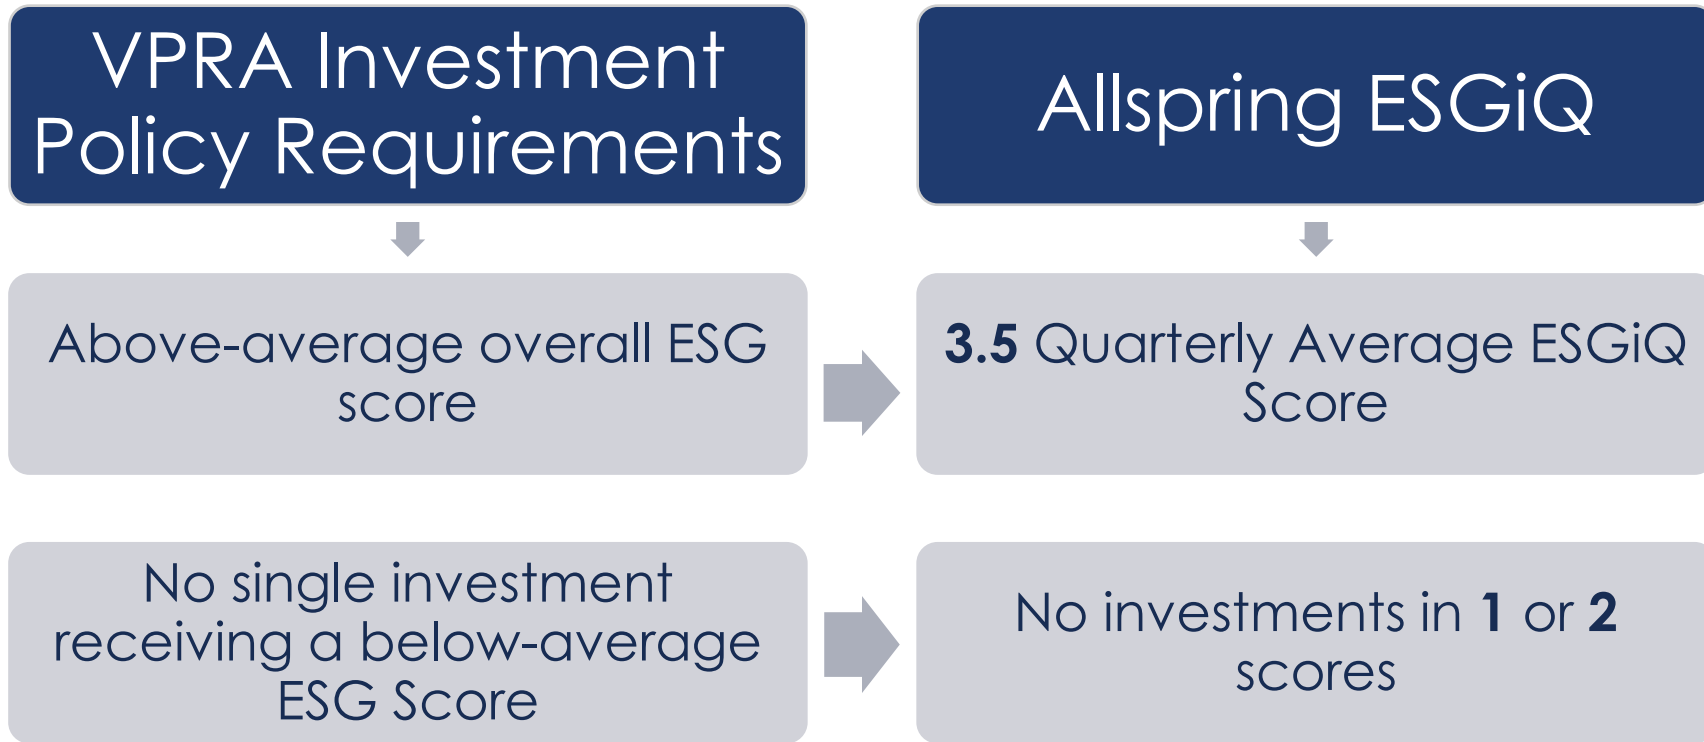 VPRA Investment
Policy Requirements
Allspring ESGiQ
Above-average overall ESG
score
3.5 Quarterly Average ESGiQ
Score
No single investment
receiving a below-average
ESG Score
No investments in 1 or 2
scores